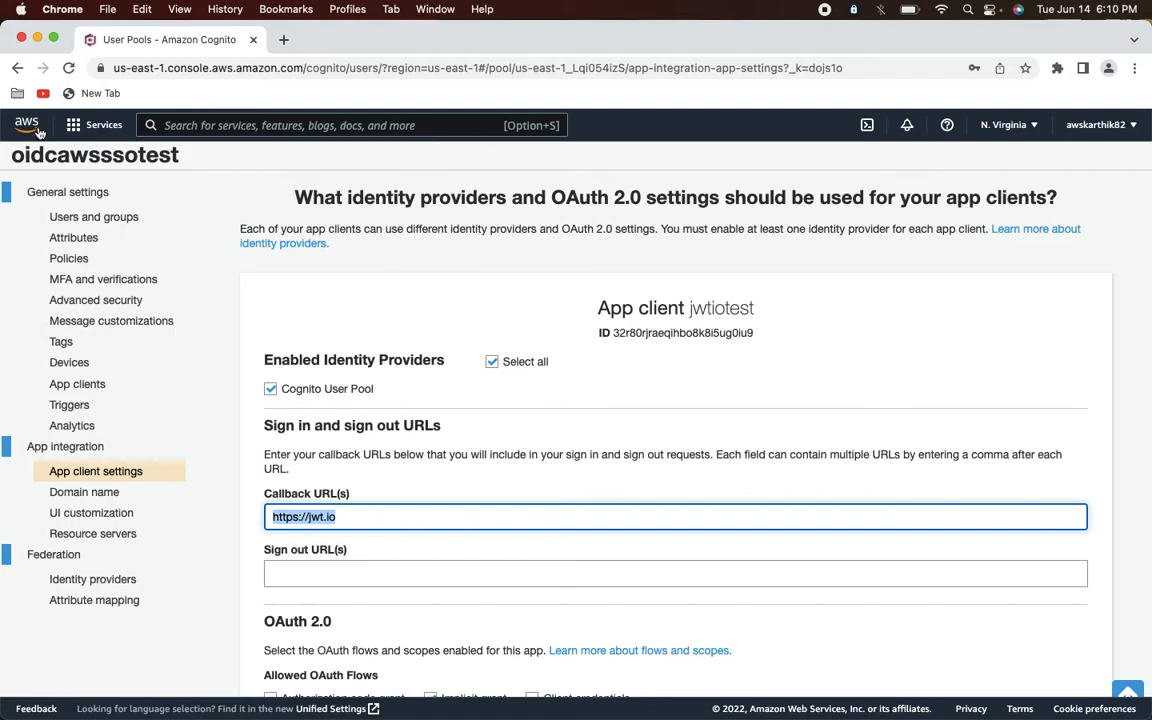 Chrome File Edit View History Bookmarks Profiles Tab Window Help Tue Jun 14 6:10 PM
User Pools - Amazon Cognito
us-east-1.console.aws.amazon.com/cognito/users/?region=us-east-1#/pool/us-east-1_Lqi054izS/app-integration-app-settings?_k=dojs1o
New Tab
aws Services Search for services, features, blogs, docs, and more [Option+S] N. Virginia awskarthik82
oidcawsssotest
General settings
Users and groups
Attributes
Policies
MFA and verifications
Advanced security
Message customizations
Tags
Devices
App clients
Triggers
Analytics
App integration
App client settings
Domain name
UI customization
Resource servers
Federation
Identity providers
Attribute mapping
What identity providers and OAuth 2.0 settings should be used for your app clients?
Each of your app clients can use different identity providers and OAuth 2.0 settings. You must enable at least one identity provider for each app client. Learn more about
identity providers.
App client jwtiotest
ID 32r80rjraeqihbo8k8i5ug0iu9
Enabled Identity Providers Select all
Cognito User Pool
Sign in and sign out URLs
Enter your callback URLs below that you will include in your sign in and sign out requests. Each field can contain multiple URLs by entering a comma after each
URL.
Callback URL(s)
https://jwt.io
Sign out URL(s)
OAuth 2.0
Select the OAuth flows and scopes enabled for this app. Learn more about flows and scopes.
Allowed OAuth Flows
Authorization code grant Implicit grant Client credentials
Feedback Looking for language selection? Find it in the new Unified Settings © 2022, Amazon Web Services, Inc. or its affiliates. Privacy Terms Cookie preferences